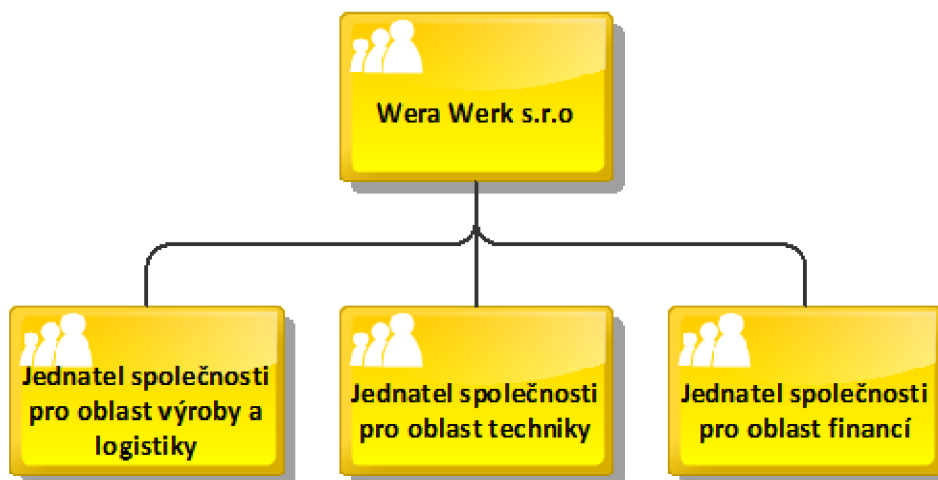 Wera Werk s.r.o
Jednatel společnosti
pro oblast výroby a
logistiky
Jednatel společnosti
pro oblast techniky
Jednatel společnosti
pro oblast financí